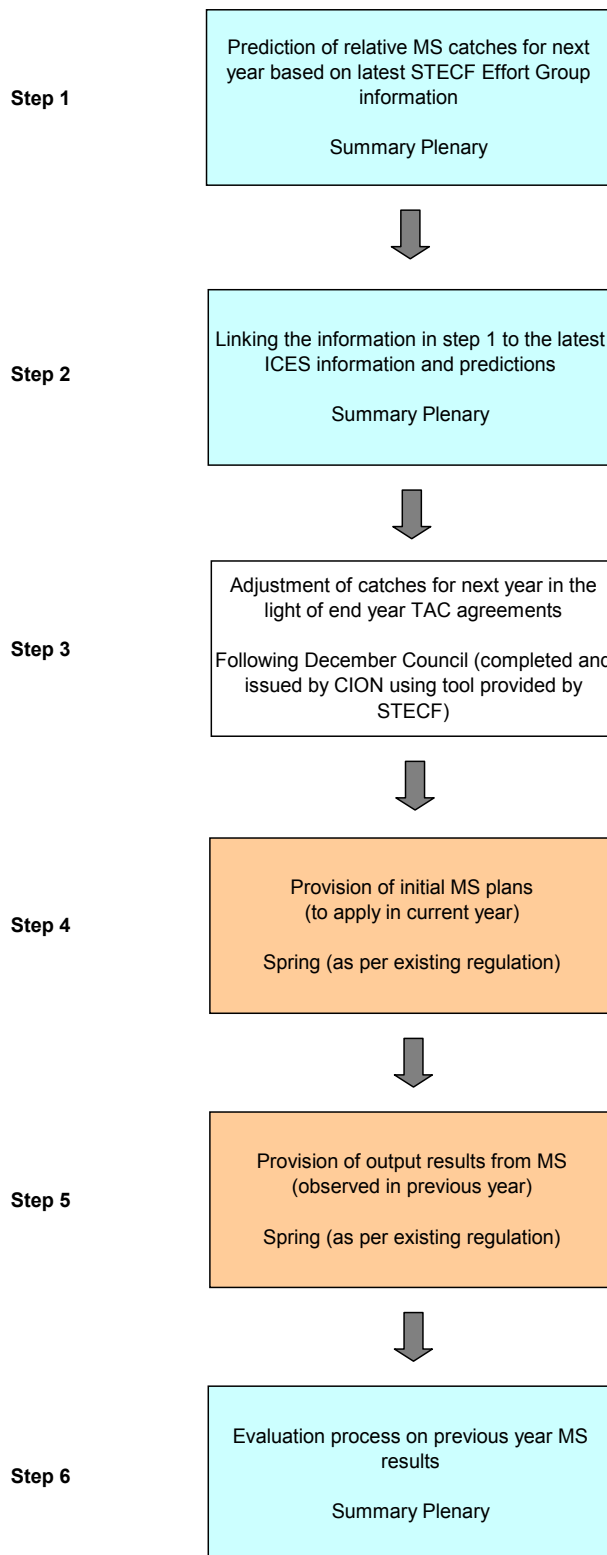 Step 1
Prediction of relative MS catches for next
year based on latest STECF Effort Group
information
Summary Plenary
Step 2
Linking the information in step 1 to the latest
ICES information and predictions
Summary Plenary
Step 3
Adjustment of catches for next year in the
light of end year TAC agreements
Following December Council (completed and
issued by CION using tool provided by
STECF)
Step 4
Provision of initial MS plans
(to apply in current year)
Spring (as per existing regulation)
Step 5
Provision of output results from MS
(observed in previous year)
Spring (as per existing regulation)
Step 6
Evaluation process on previous year MS
results
Summary Plenary